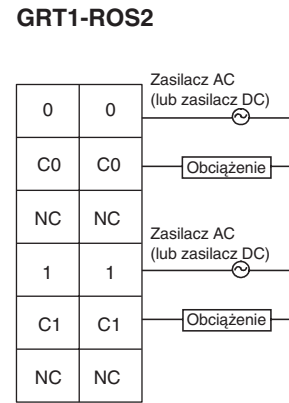 GRT1-ROS2
Zasilacz AC
(lub zasilacz DC)
0 0
C0 C0
Obciążenie
NC NC
Zasilacz AC
(lub zasilacz DC)
1 1
C1 C1
Obciążenie
NC NC